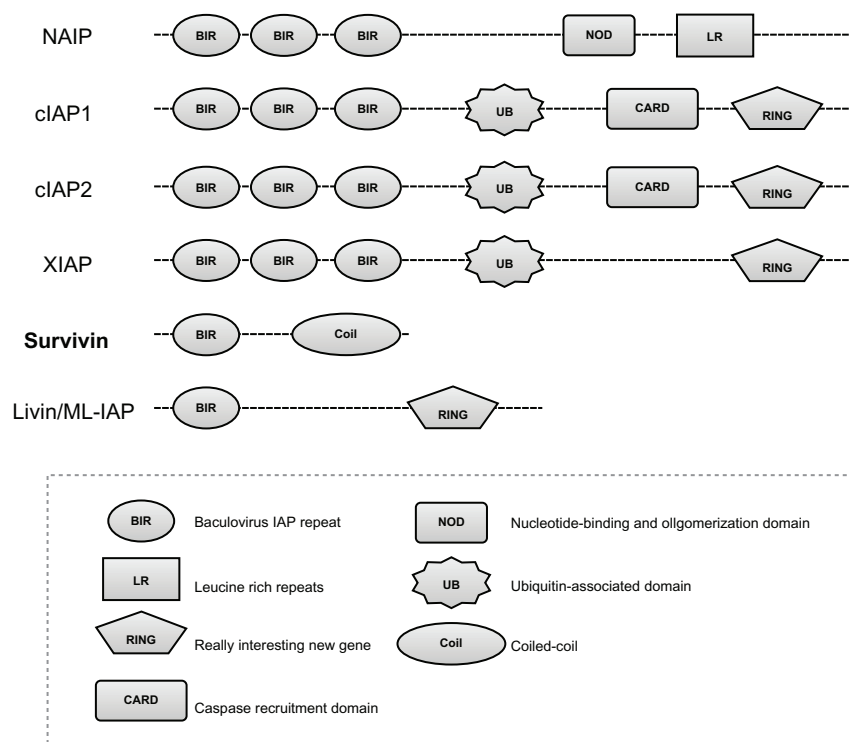 NAIP BIR BIR BIR NOD LR
cIAP1 BIR BIR BIR UB CARD RING
cIAP2 BIR BIR BIR UB CARD RING
XIAP BIR BIR BIR UB RING
Survivin BIR Coil
Livin/ML-IAP BIR RING
BIR Baculovirus IAP repeat NOD Nucleotide-binding and ollgomerization domain
LR Leucine rich repeats UB Ubiquitin-associated domain
RING Really interesting new gene Coil Coiled-coil
CARD Caspase recruitment domain